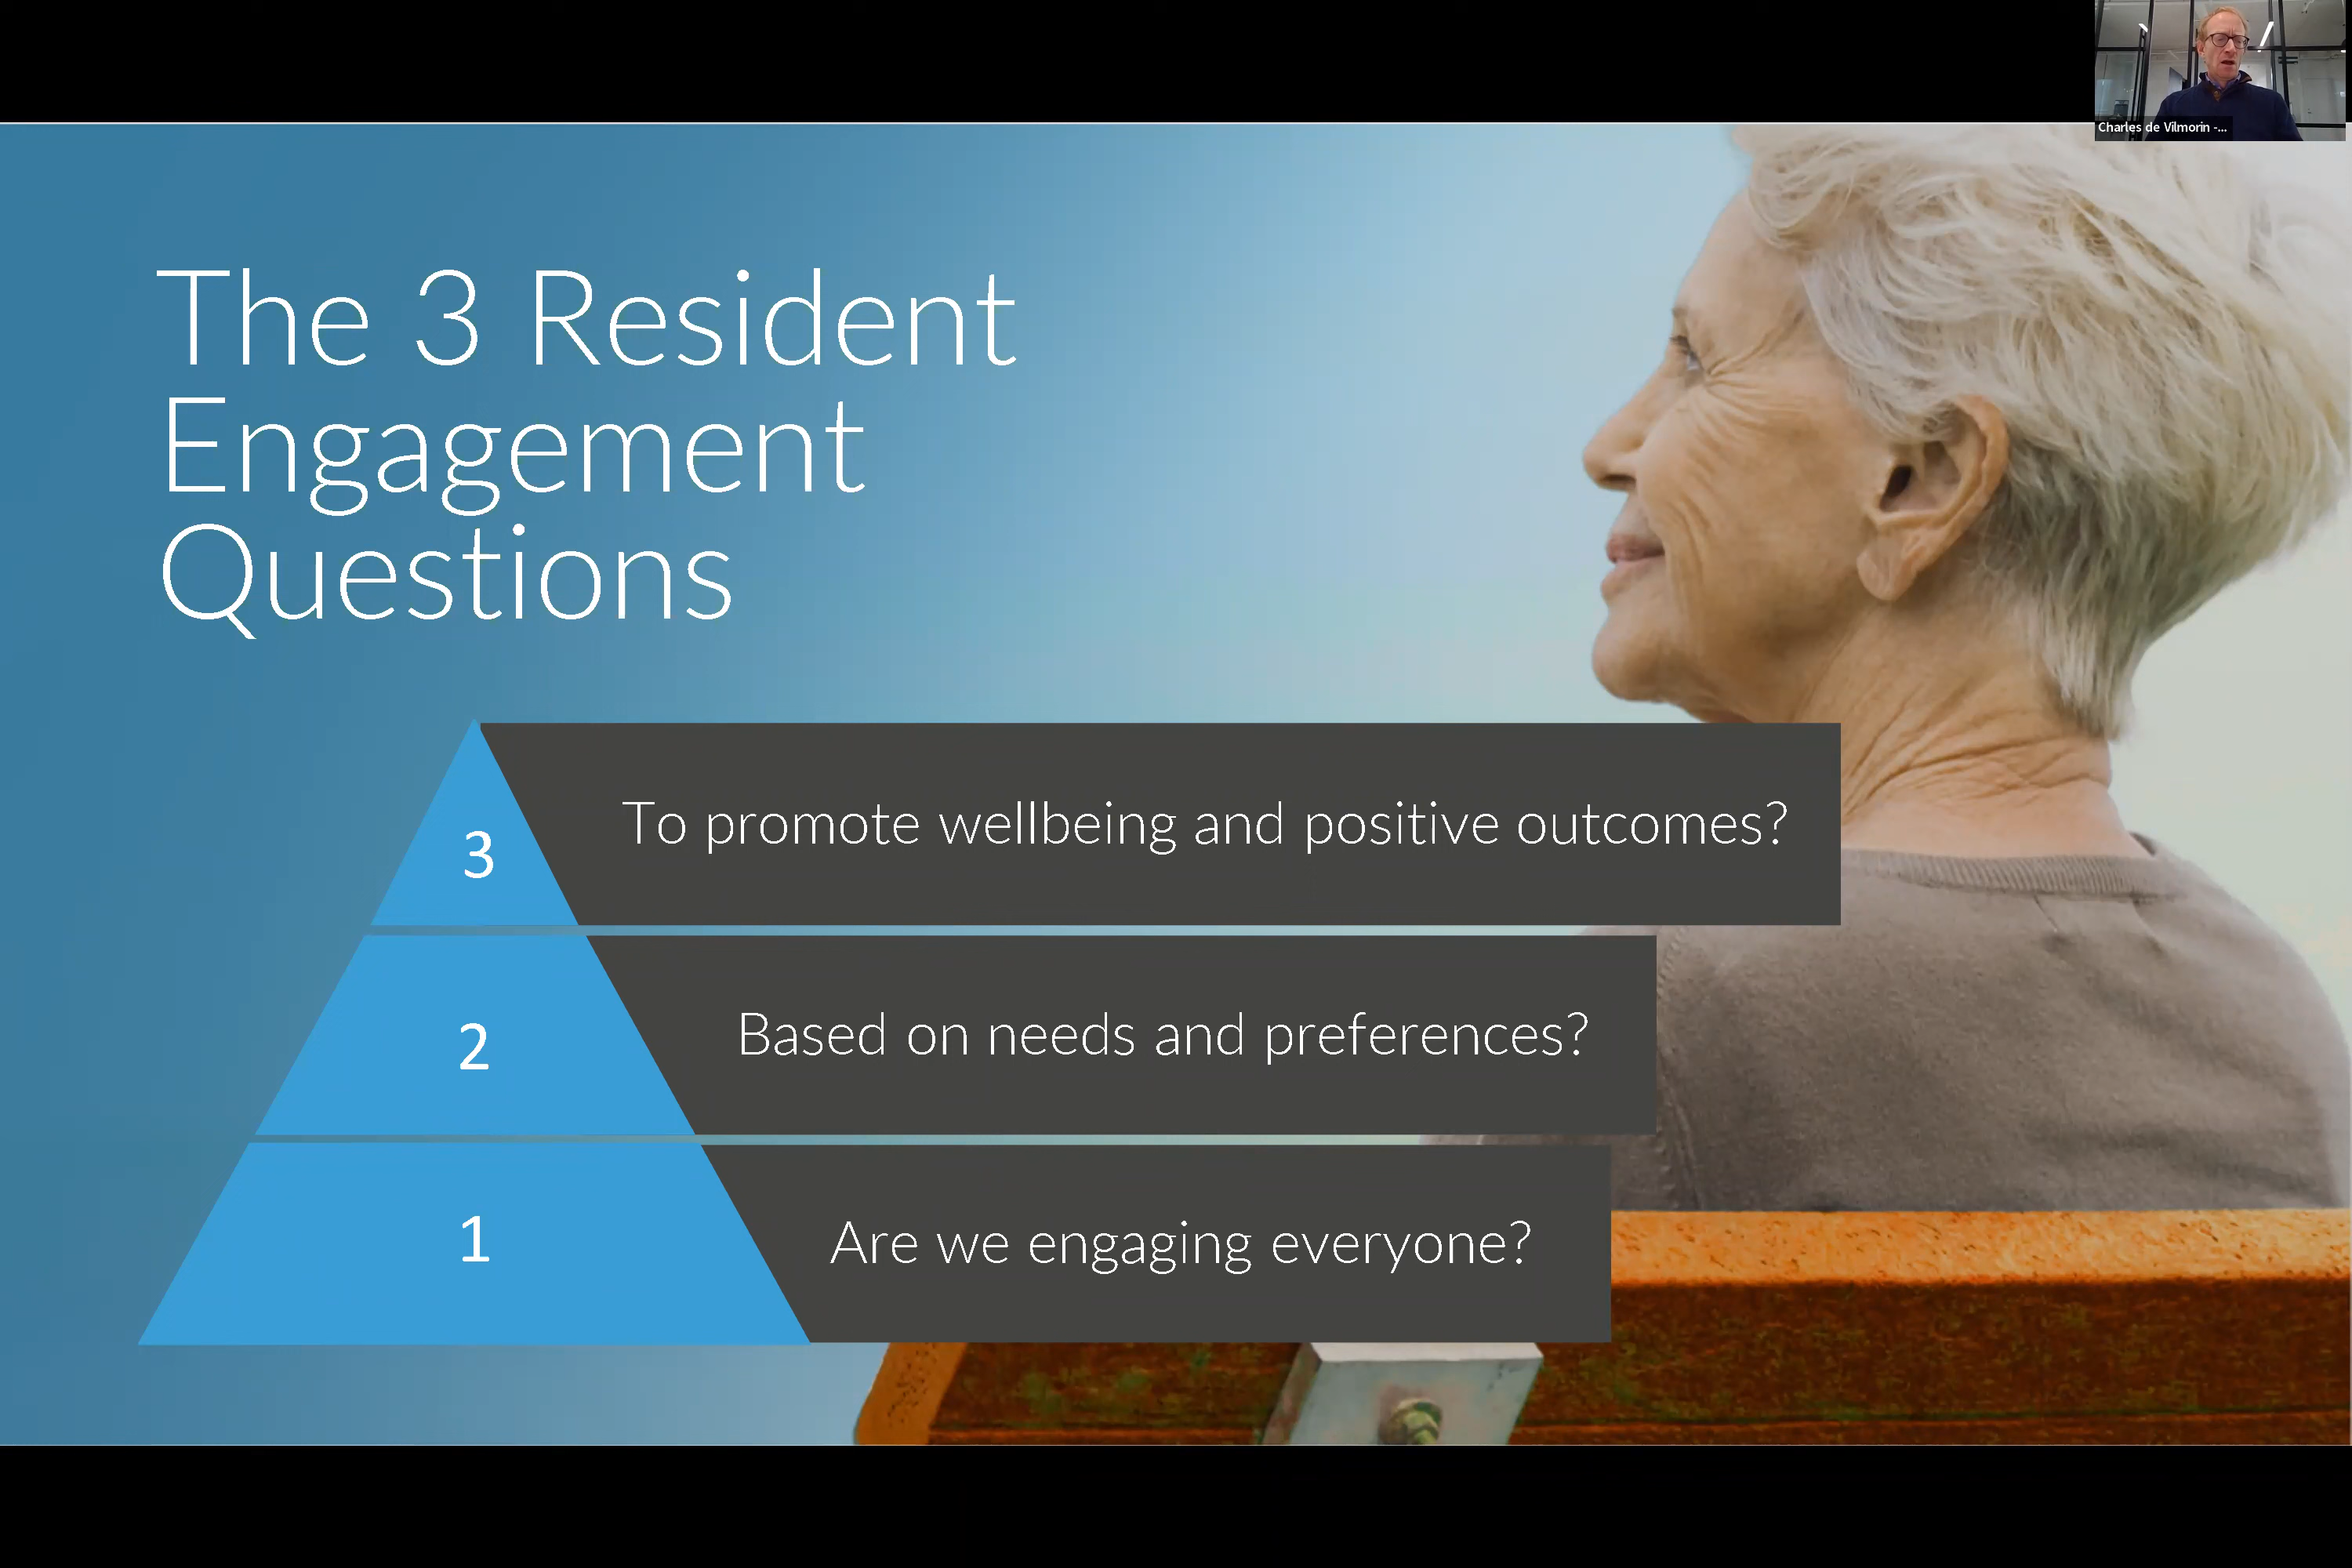 Charles de Vilmorin -...
The 3 Resident
Engagement
Questions
3
To promote wellbeing and positive outcomes?
2
Based on needs and preferences?
1
Are we engaging everyone?